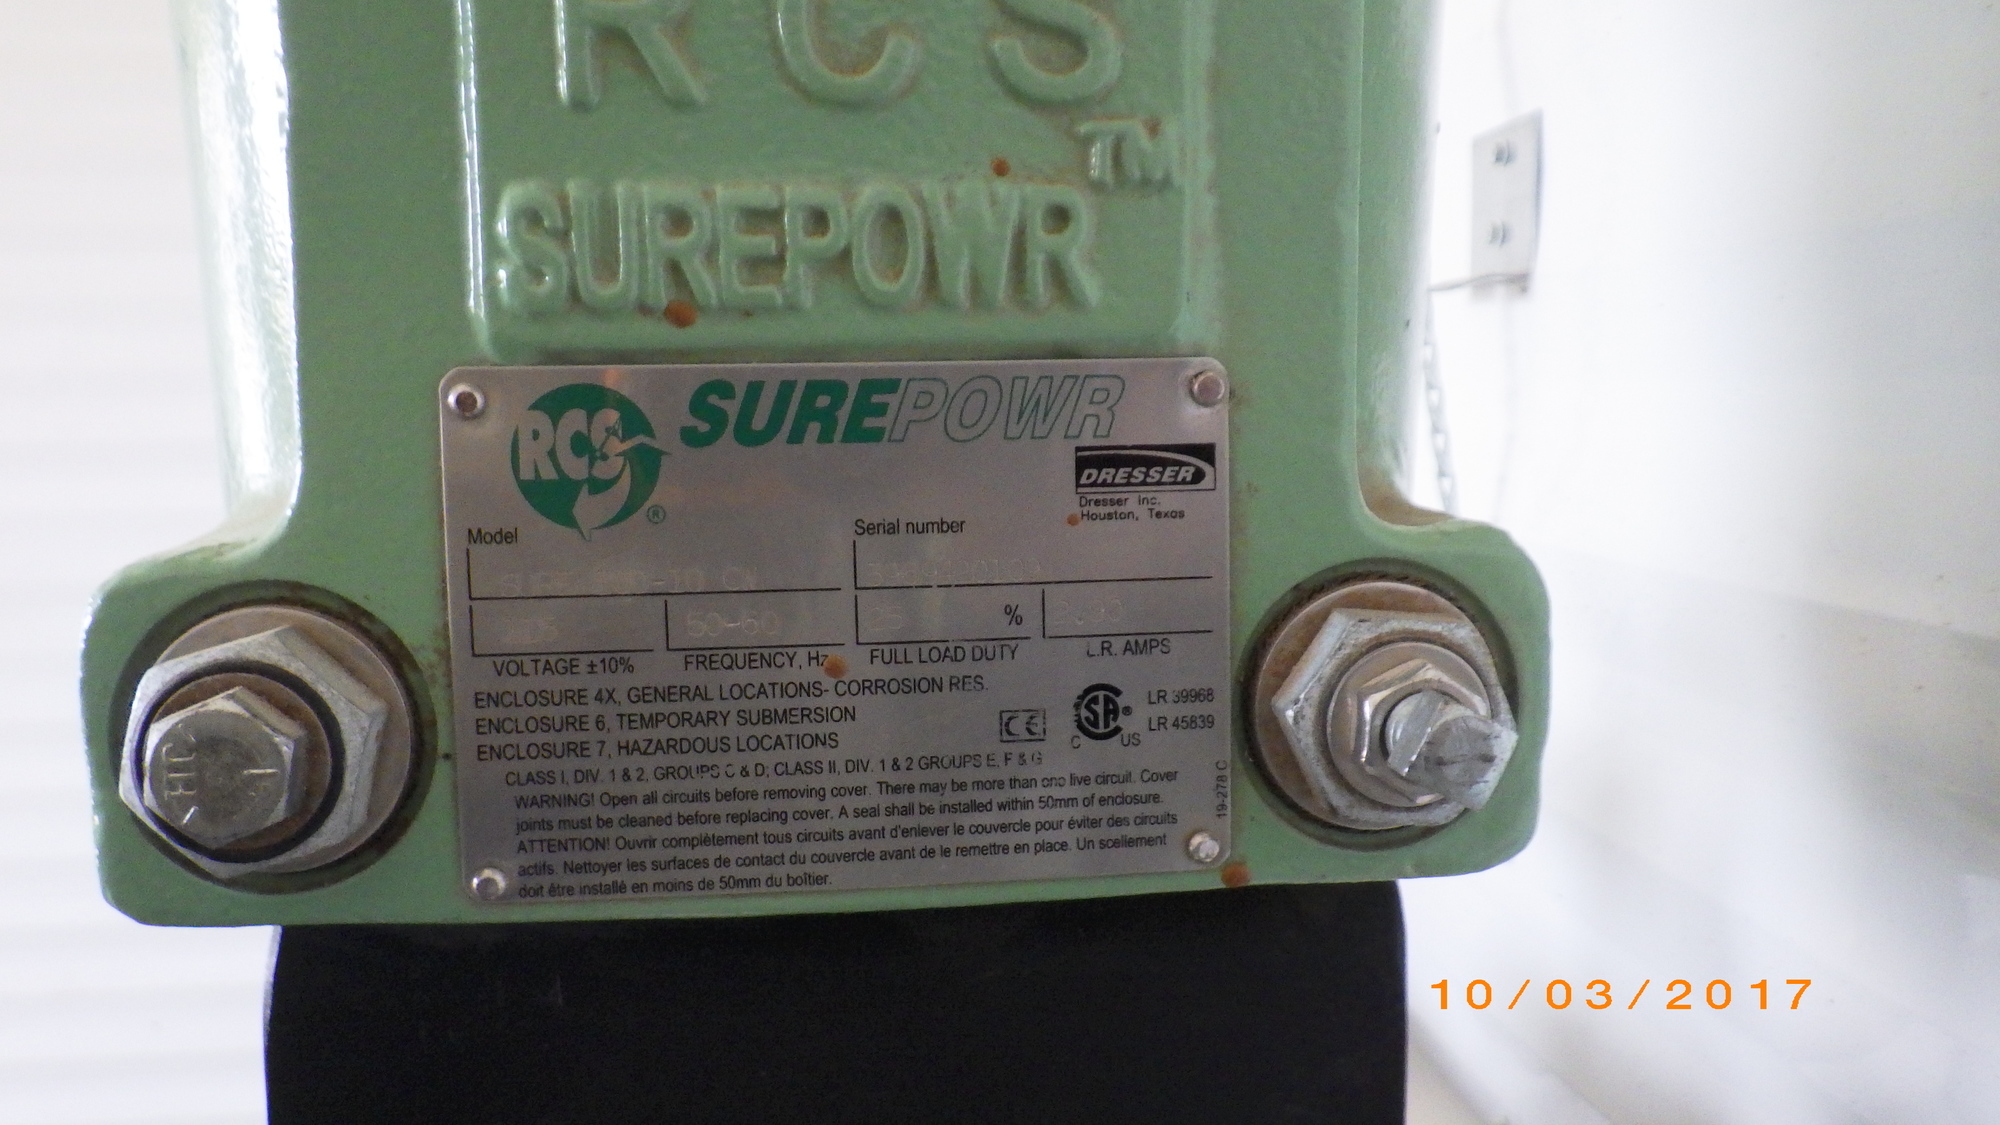 RCS
TM
SUREPOWR
RCS
®
SUREPOWR
DRESSER
Dresser Inc.
Houston, Texas
Model
Serial number
50-60
%
VOLTAGE ±10%
FREQUENCY, Hz
FULL LOAD DUTY
L.R. AMPS
ENCLOSURE 4X, GENERAL LOCATIONS- CORROSION RES.
ENCLOSURE 6, TEMPORARY SUBMERSION
ENCLOSURE 7, HAZARDOUS LOCATIONS
CE
C SA® US
LR 39968
LR 45839
CLASS I, DIV. 1 & 2, GROUPS C & D; CLASS II, DIV. 1 & 2 GROUPS E, F & G
WARNING! Open all circuits before removing cover. There may be more than one live circuit. Cover
joints must be cleaned before replacing cover. A seal shall be installed within 50mm of enclosure.
ATTENTION! Ouvrir complètement tous circuits avant d'enlever le couvercle pour éviter des circuits
actifs. Nettoyer les surfaces de contact du couvercle avant de le remettre en place. Un scellement
doit être installé en moins de 50mm du boîtier.
19-278 C
10/03/2017